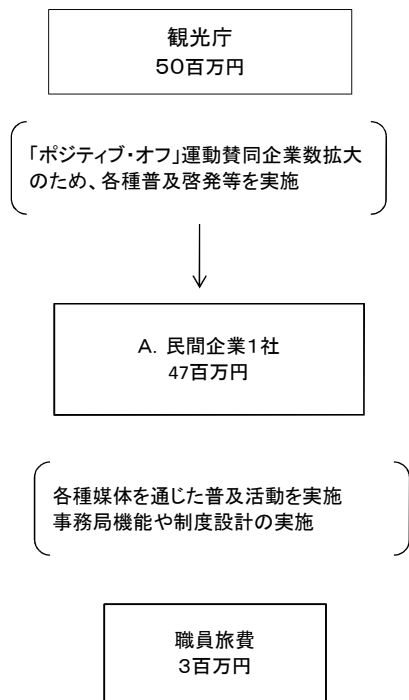 観光庁
50百万円
「ポジティブ・オフ」運動賛同企業数拡大
のため、各種普及啓発等を実施
A. 民間企業1社
47百万円
各種媒体を通じた普及活動を実施
事務局機能や制度設計の実施
職員旅費
3百万円